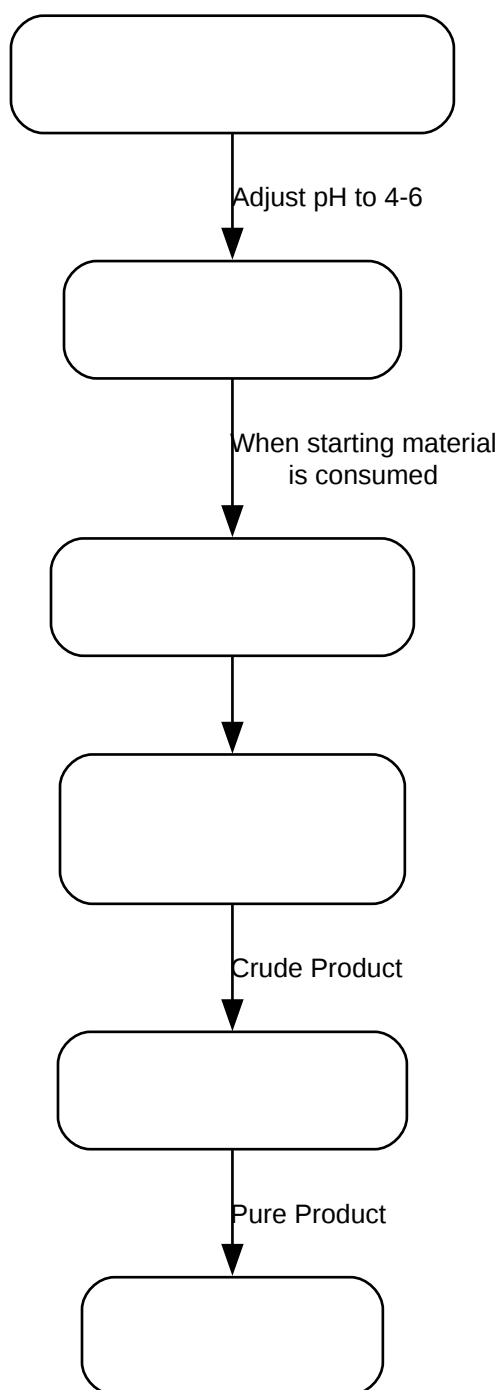 Adjust pH to 4-6
When starting material
is consumed
Crude Product
Pure Product